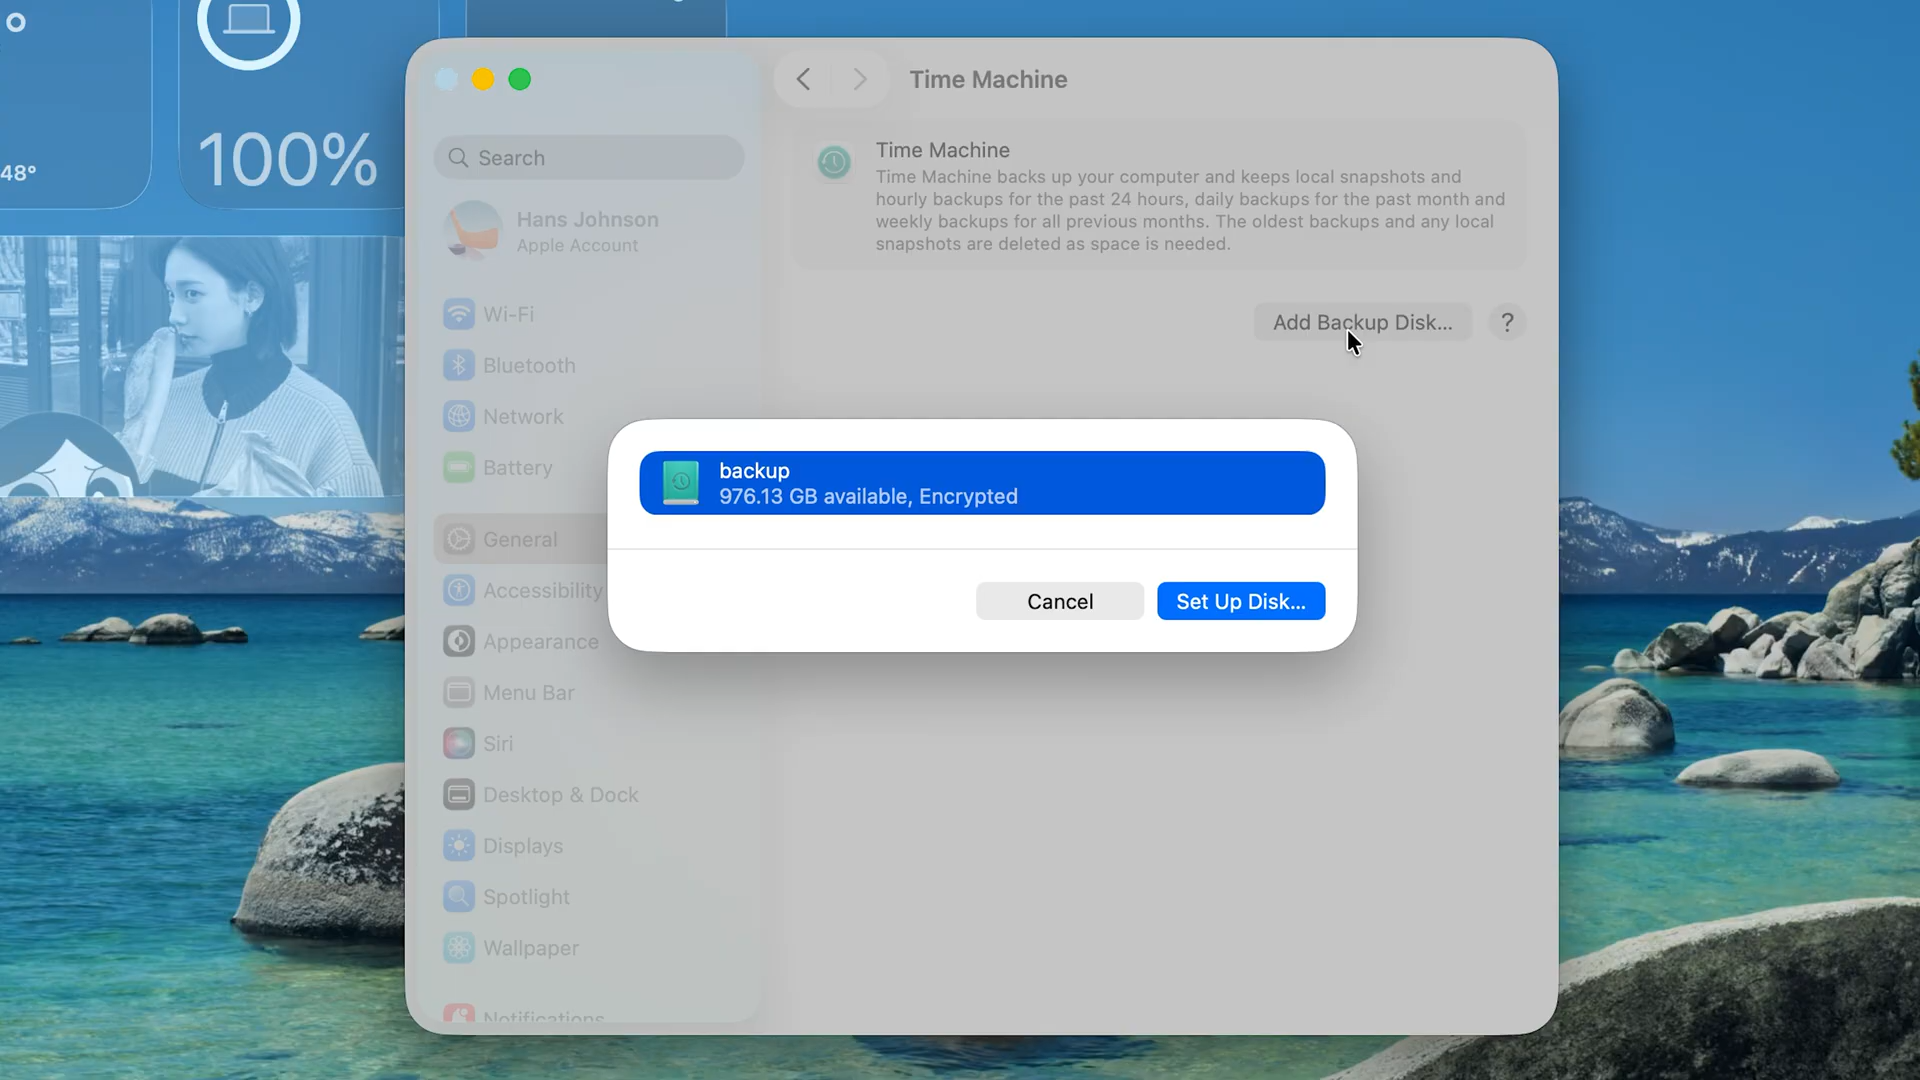 48°
100%
Time Machine
Search
Hans Johnson
Apple Account
Wi-Fi
Bluetooth
Network
Battery
General
Accessibility
Appearance
Menu Bar
Siri
Desktop & Dock
Displays
Spotlight
Wallpaper
Notifications
Time Machine
Time Machine backs up your computer and keeps local snapshots and
hourly backups for the past 24 hours, daily backups for the past month and
weekly backups for all previous months. The oldest backups and any local
snapshots are deleted as space is needed.
Add Backup Disk...
?
backup
976.13 GB available, Encrypted
Cancel
Set Up Disk...